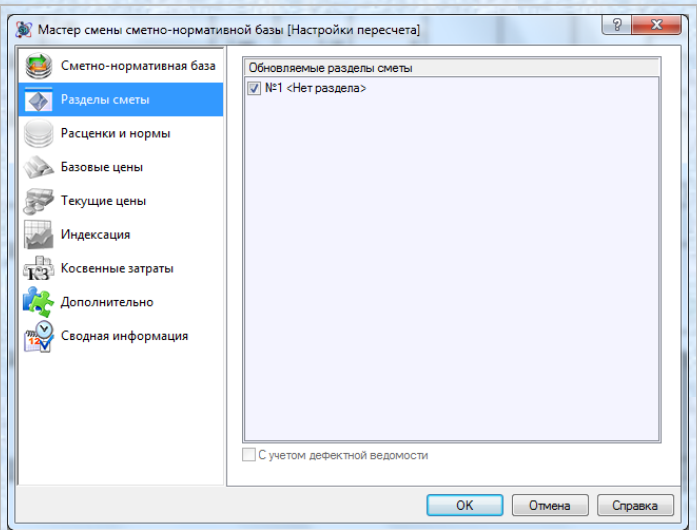 Мастер смены сметно-нормативной базы [Настройки пересчета]
Сметно-нормативная база
Разделы сметы
Расценки и нормы
Базовые цены
Текущие цены
Индексация
Косвенные затраты
Дополнительно
Сводная информация
Обновляемые разделы сметы
№1 <Нет раздела>
С учетом дефектной ведомости
ОК
Отмена
Справка